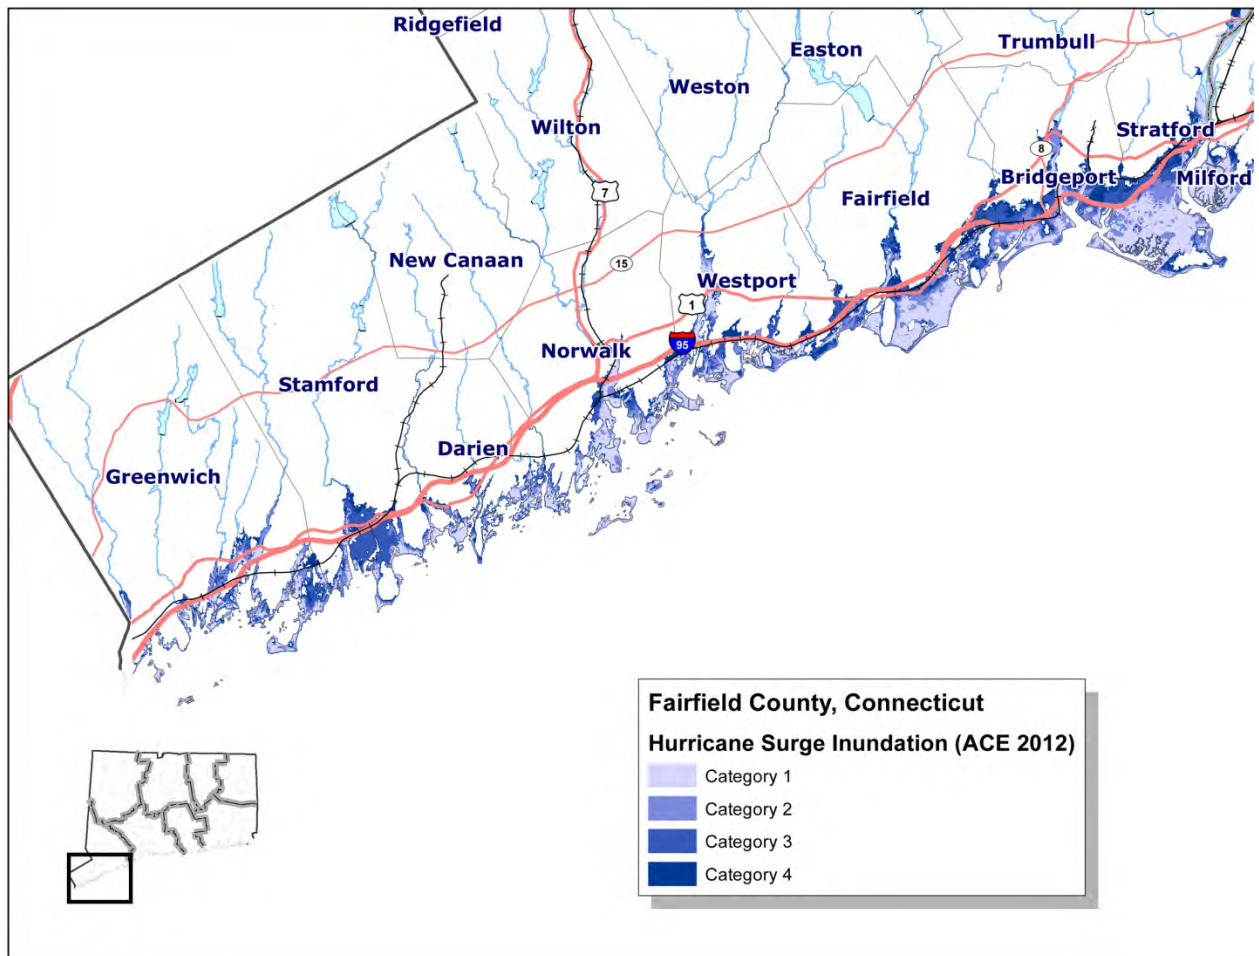 Ridgefield
Trumbull
Easton
Weston
Wilton
Stratford
8
Bridgeport
Milford
7
Fairfield
New Canaan
15
Westport
1
95
Norwalk
Stamford
Darien
Greenwich
Fairfield County, Connecticut
Hurricane Surge Inundation (ACE 2012)
Category 1
Category 2
Category 3
Category 4